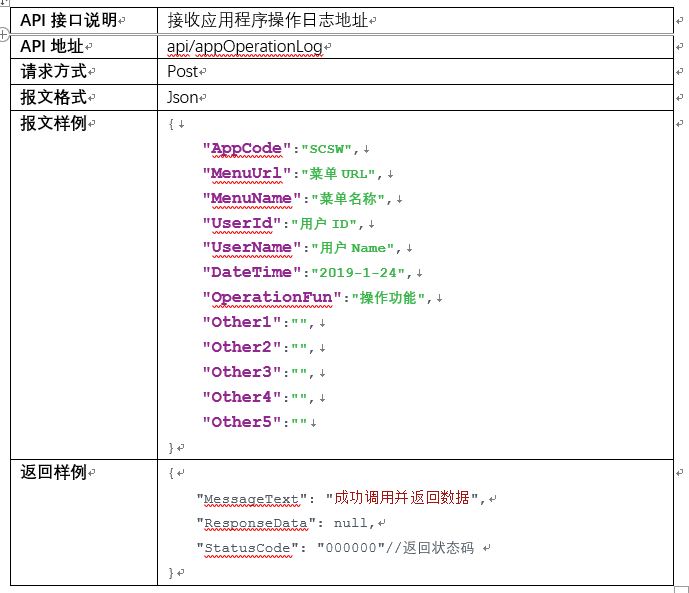 API 接口说明 接收应用程序操作日志地址
API 地址 api/appOperationLog
请求方式 Post
报文格式 Json
报文样例 {
"AppCode":"SCSW",
"MenuUrl":"菜单 URL",
"MenuName":"菜单名称",
"UserId":"用户 ID",
"UserName":"用户 Name",
"DateTime":"2019-1-24",
"OperationFun":"操作功能",
"Other1":"",
"Other2":"",
"Other3":"",
"Other4":"",
"Other5":""
}
返回样例 {
"MessageText": "成功调用并返回数据",
"ResponseData": null,
"StatusCode": "000000"//返回状态码
}